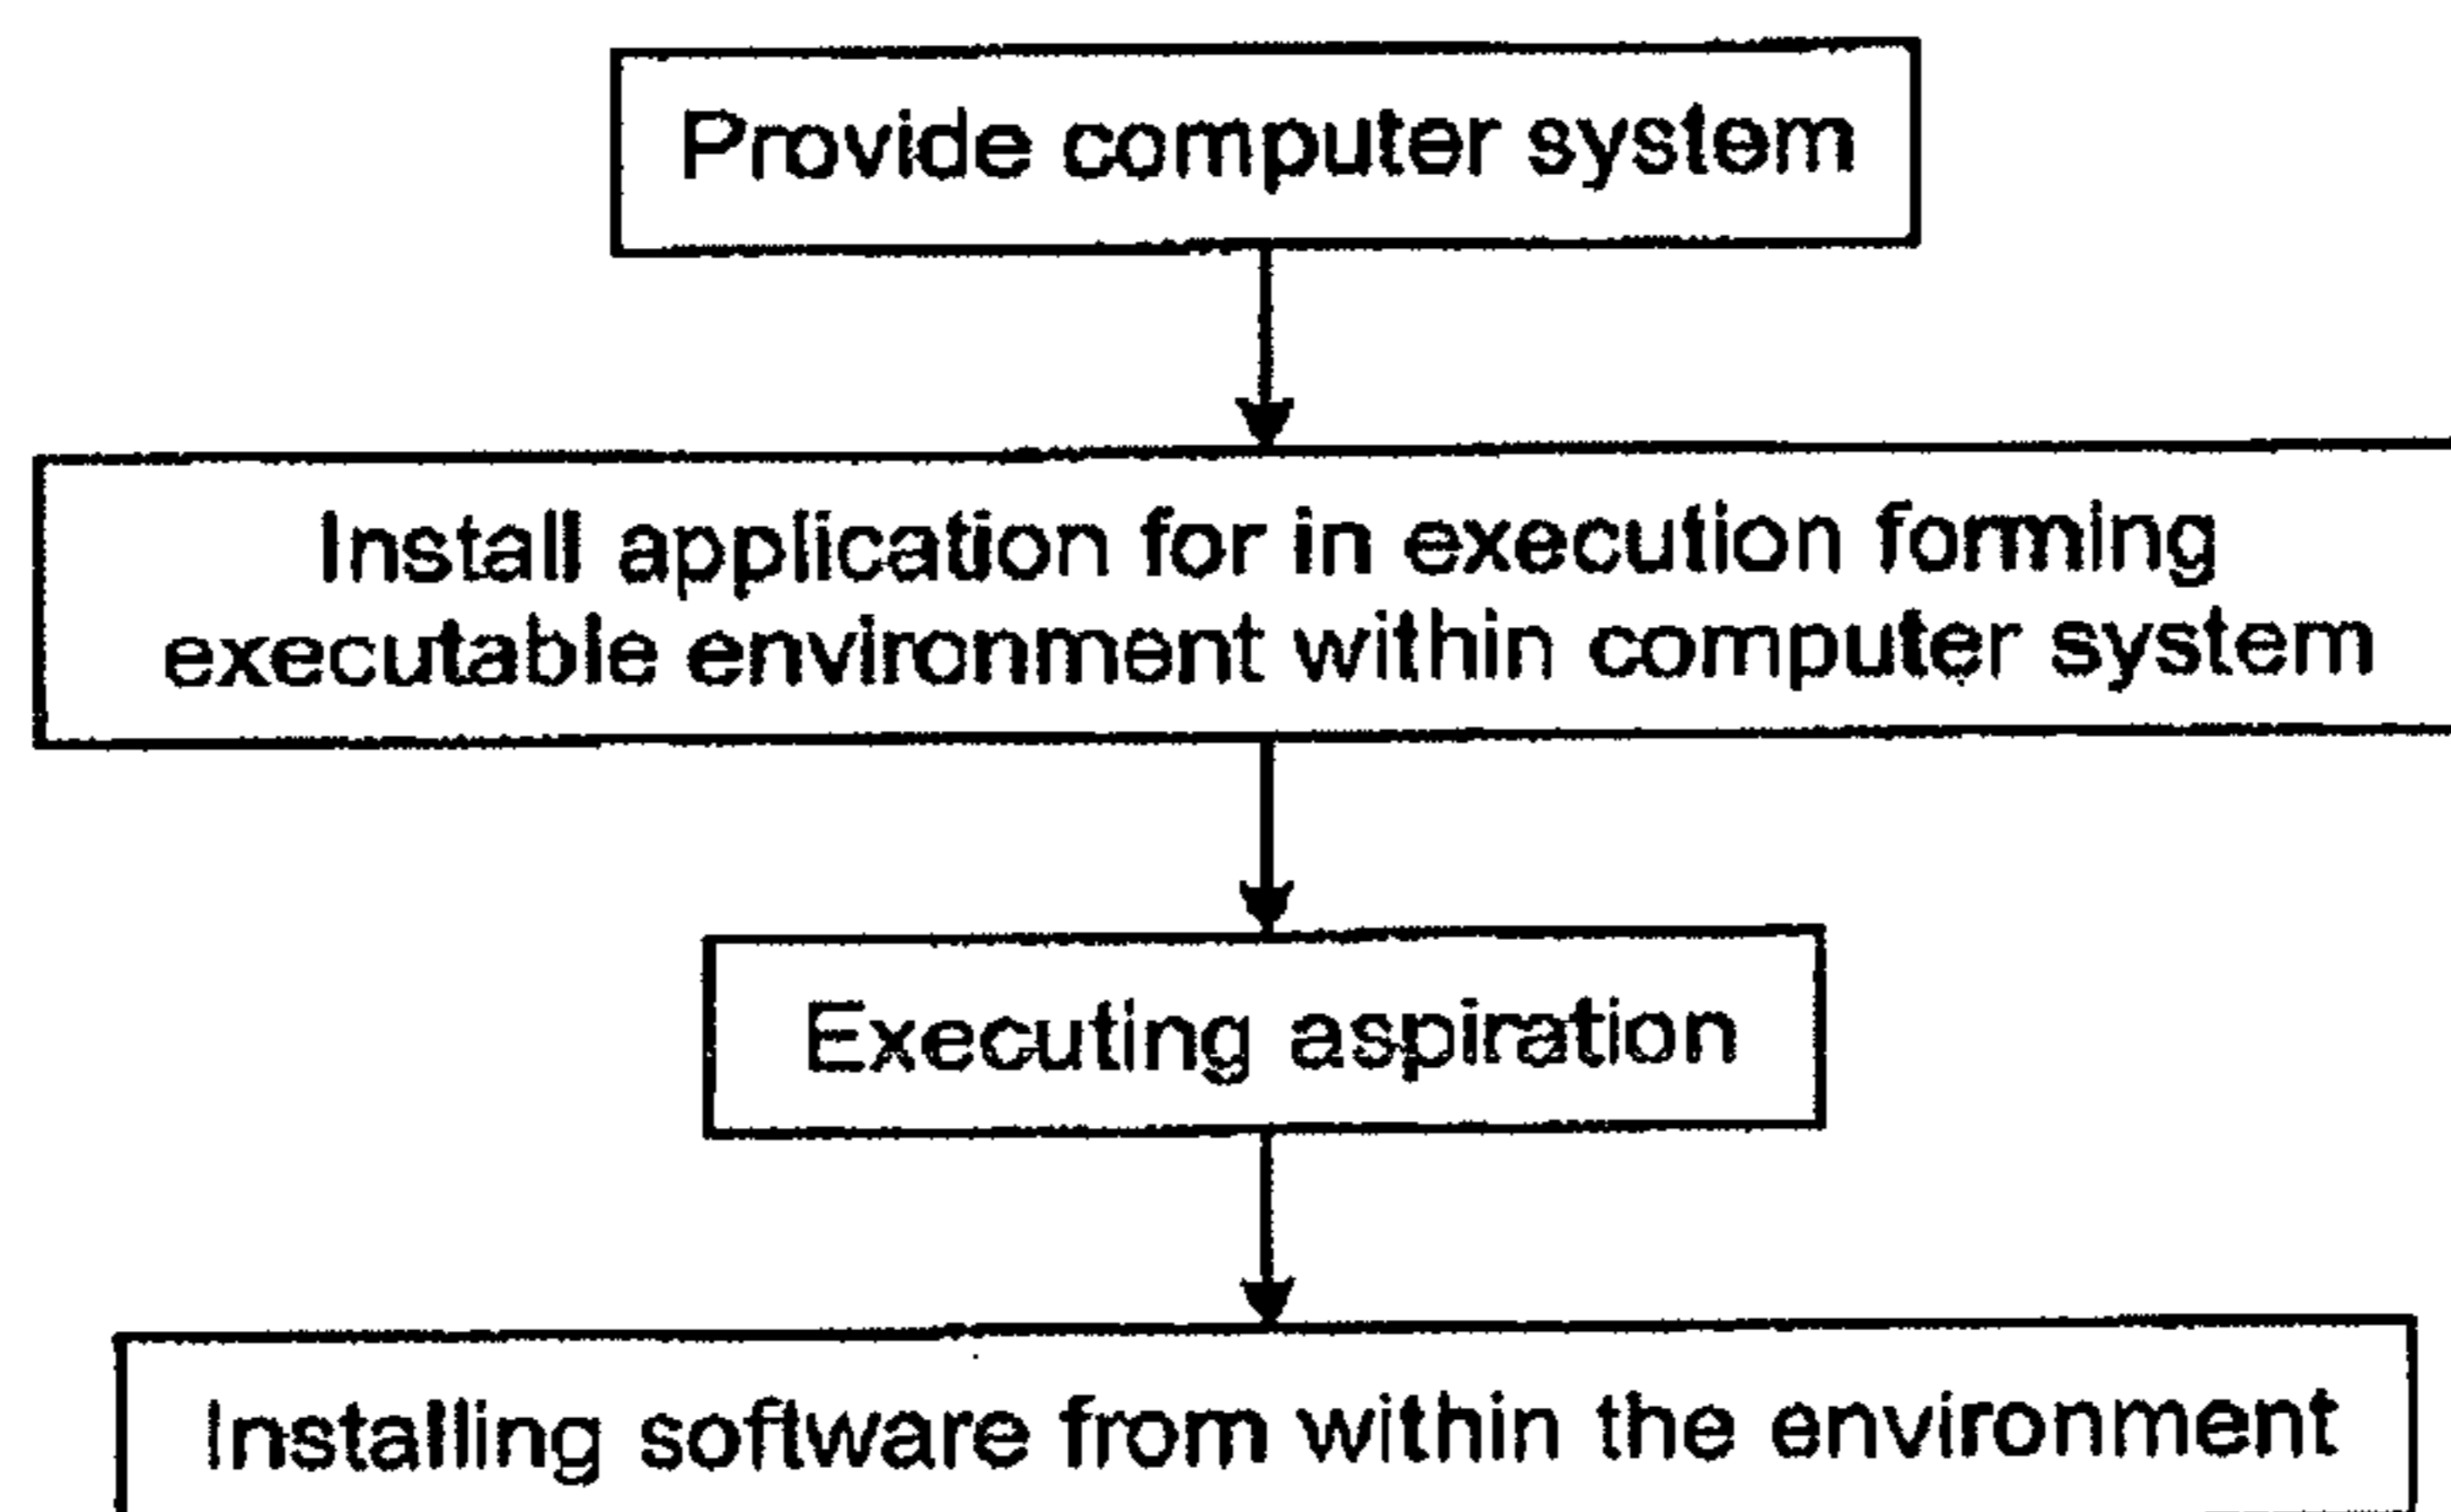 Provide computer system
Install application for in execution forming
executable environment within computer system
Executing aspiration
Installing software from within the environment